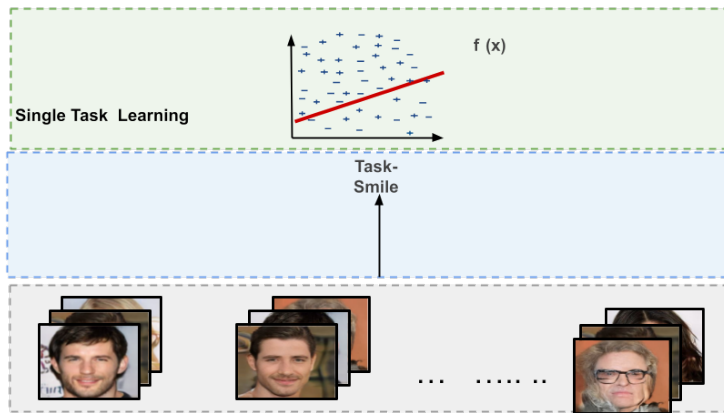 f (x)
Single Task Learning
Task-
Smile
... ..... ..